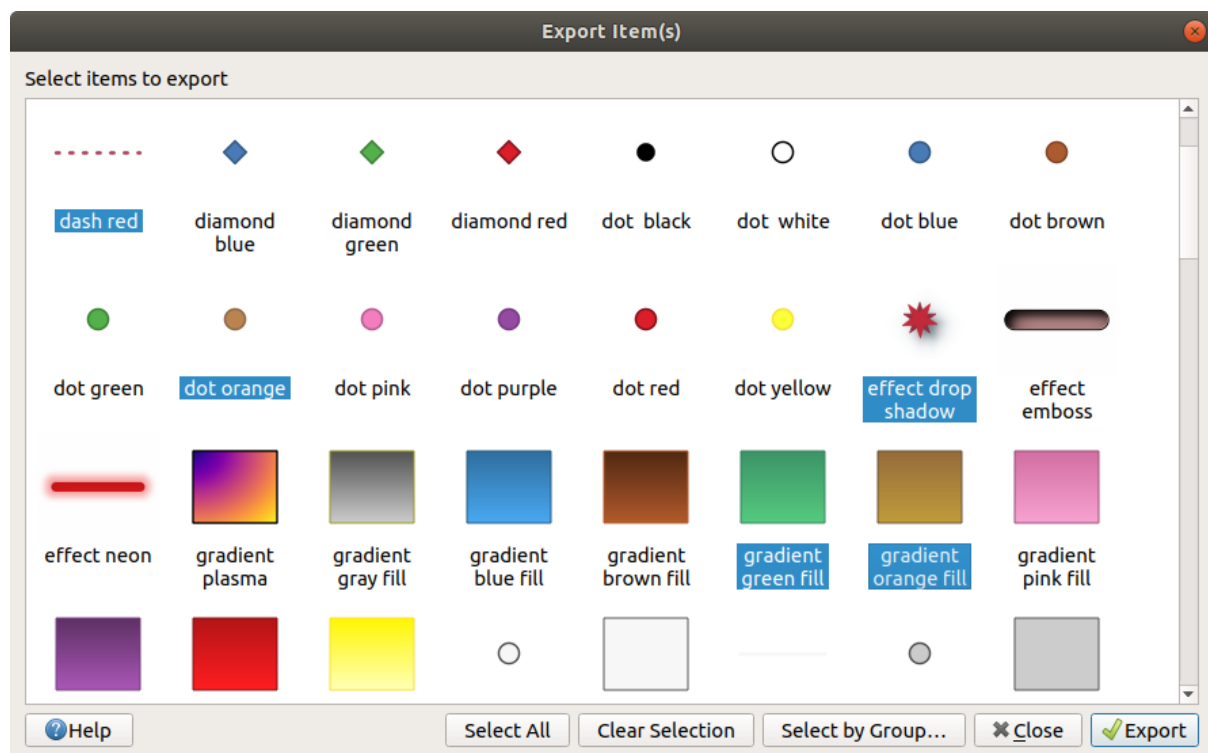 Export Item(s)
Select items to export
dash red
diamond
blue
diamond
green
diamond red
dot  black
dot  white
dot blue
dot brown
dot green
dot orange
dot pink
dot purple
dot red
dot yellow
effect drop
shadow
effect
emboss
effect neon
gradient
plasma
gradient
gray fill
gradient
blue fill
gradient
brown fill
gradient
green fill
gradient
orange fill
gradient
pink fill
Help
Select All
Clear Selection
Select by Group...
Close
Export